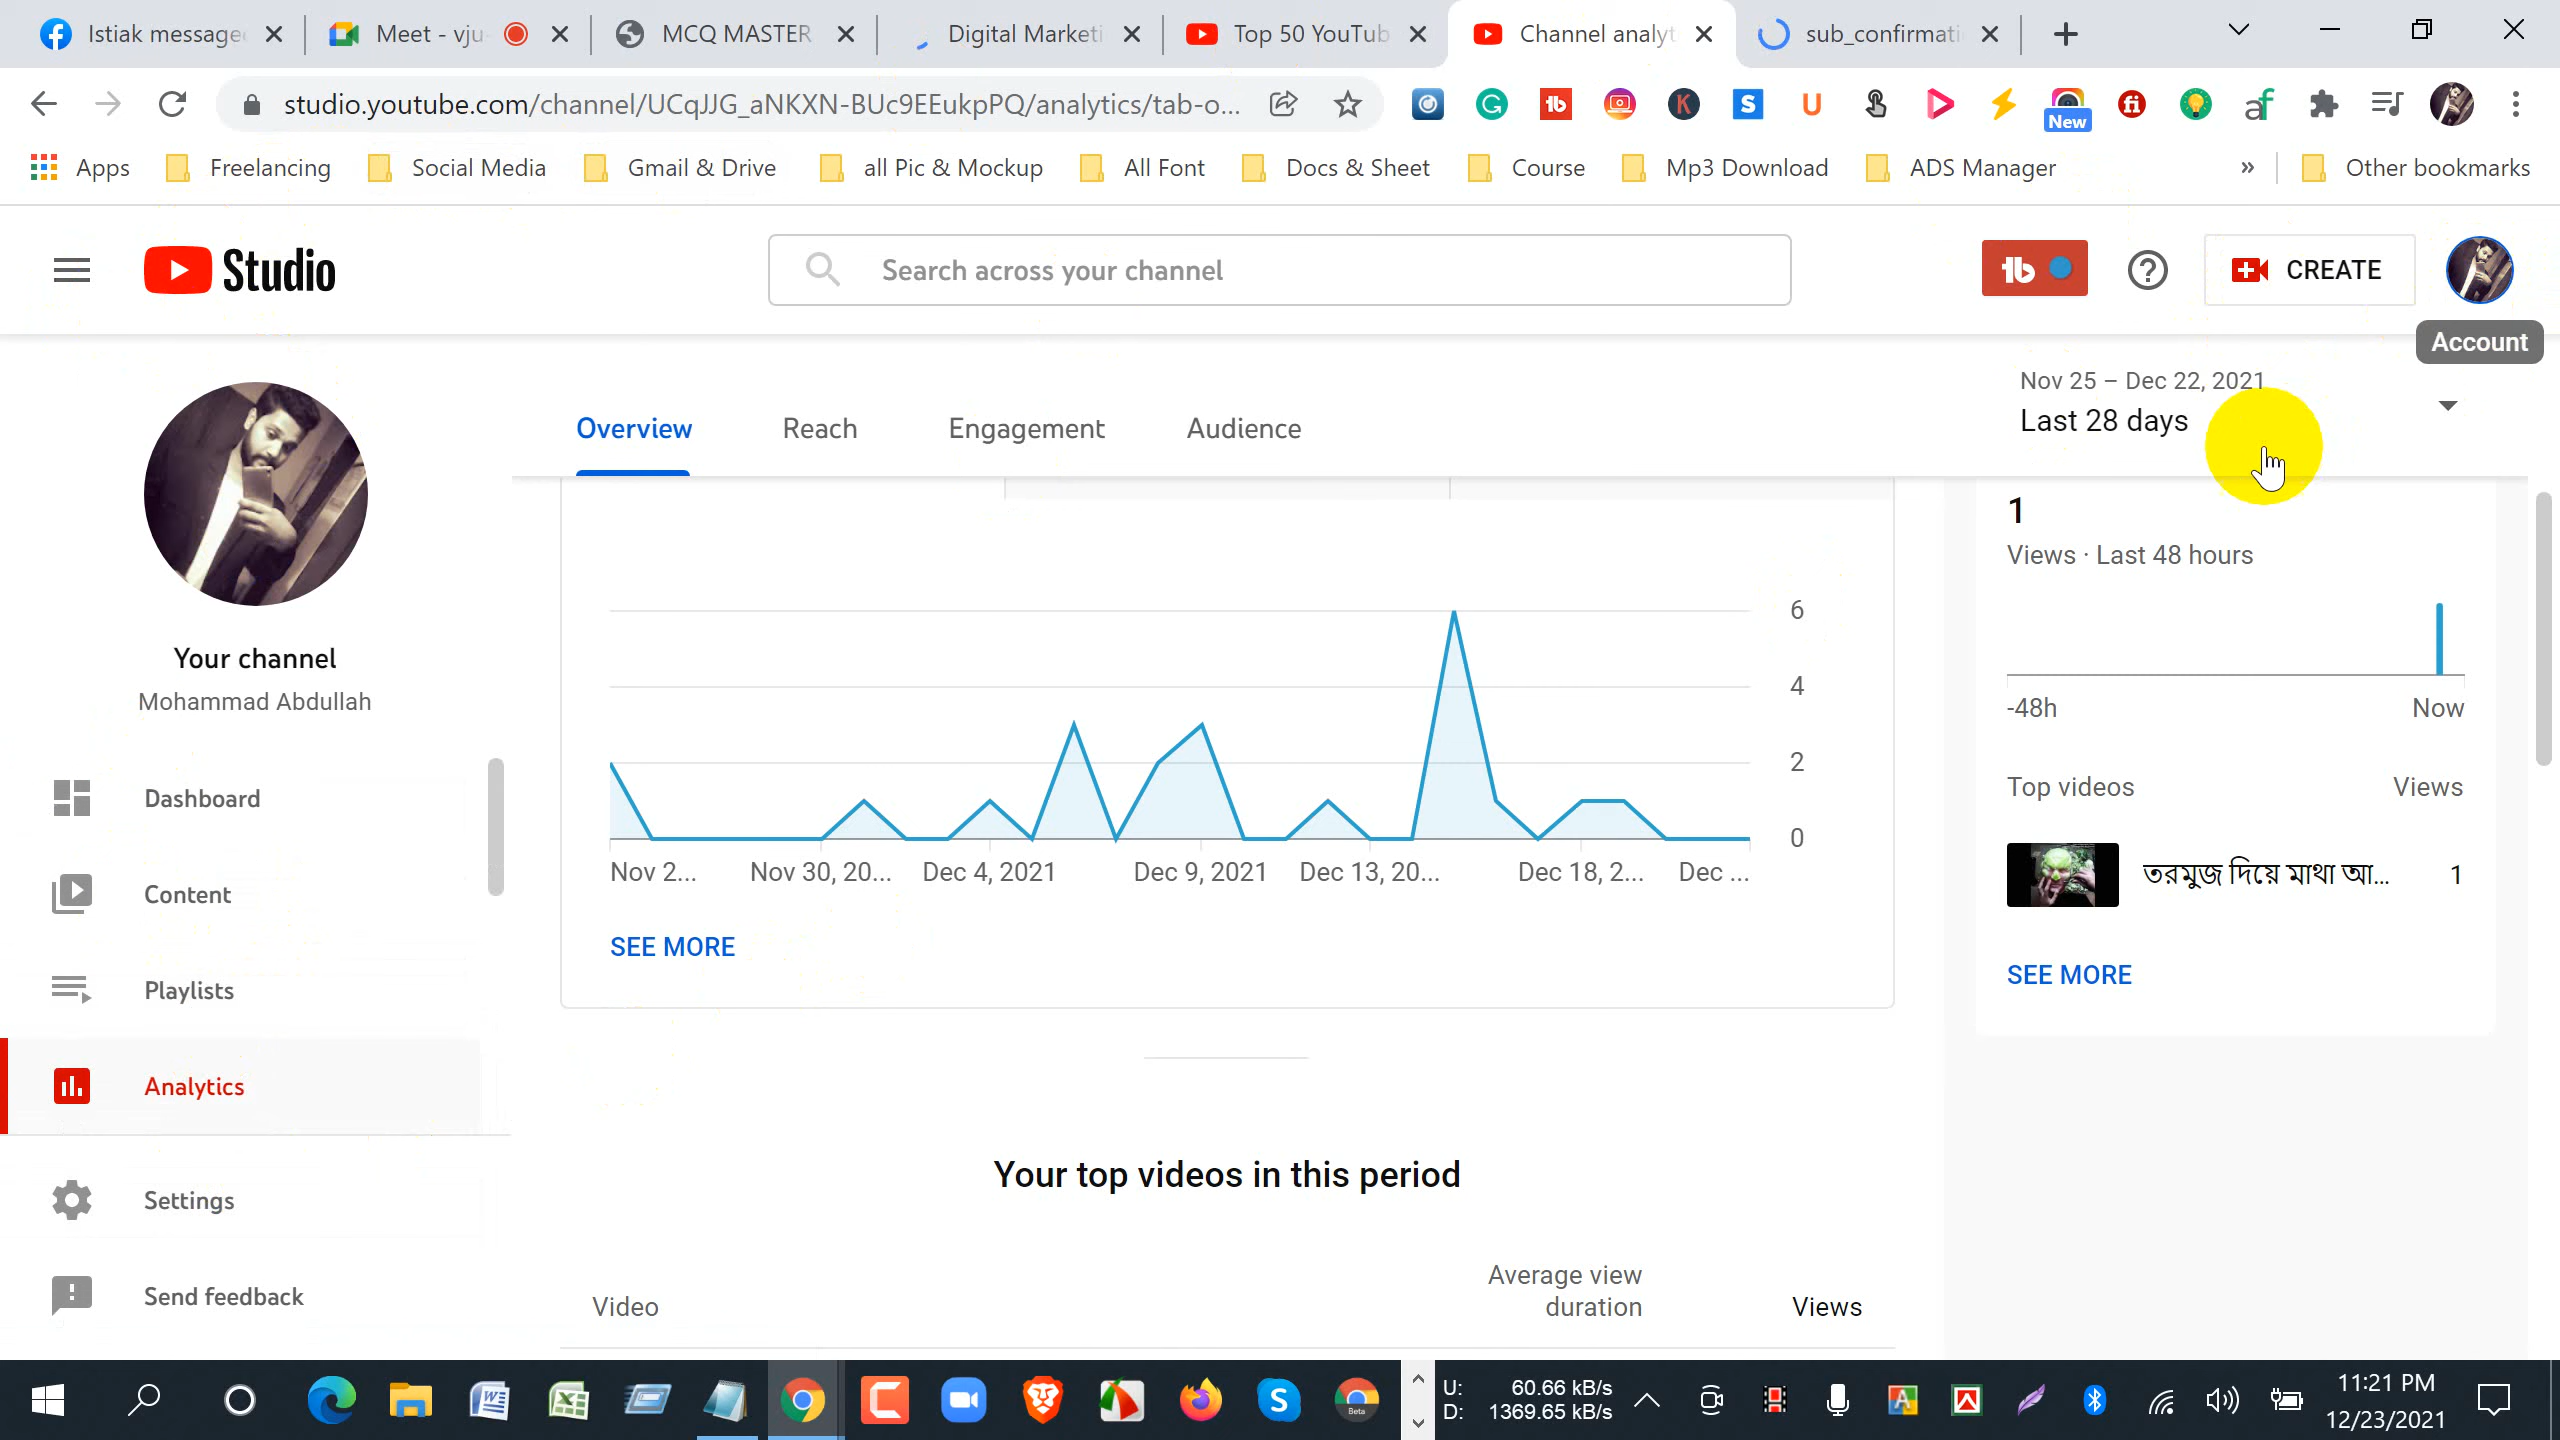 Istiak message
Meet - vju-
MCQ MASTER
Digital Marketi
Top 50 YouTub
Channel analyt
sub_confirmati
studio.youtube.com/channel/UCqJJG_aNKXN-BUc9EEukpPQ/analytics/tab-o...
New
Apps
Freelancing
Social Media
Gmail & Drive
all Pic & Mockup
All Font
Docs & Sheet
Course
Mp3 Download
ADS Manager
»
Other bookmarks
Studio
Search across your channel
CREATE
Account
Your channel
Mohammad Abdullah
Dashboard
Content
Playlists
Analytics
Settings
Send feedback
Overview
Reach
Engagement
Audience
Nov 25 – Dec 22, 2021
Last 28 days
6
4
2
0
Nov 2...
Nov 30, 20...
Dec 4, 2021
Dec 9, 2021
Dec 13, 20...
Dec 18, 2...
Dec ...
SEE MORE
Your top videos in this period
Video
Average view
duration
Views
1
Views · Last 48 hours
-48h
Now
Top videos
Views
তরমুজ দিয়ে মাথা আ...
1
SEE MORE
U: 60.66 kB/s
D: 1369.65 kB/s
11:21 PM
12/23/2021